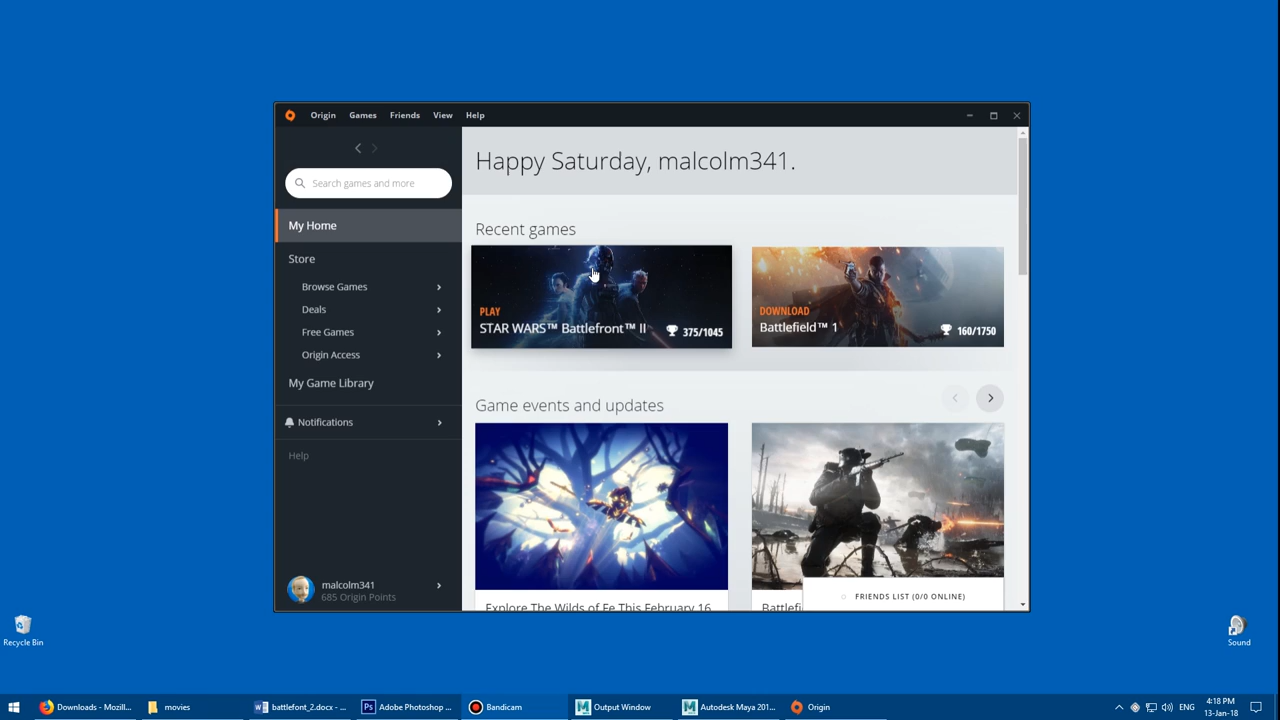 Origin Games Friends View Help
Search games and more
My Home
Store
Browse Games
Deals
Free Games
Origin Access
My Game Library
Notifications
Help
malcolm341
685 Origin Points
Happy Saturday, malcolm341.
Recent games
PLAY
STAR WARS™ Battlefront™ II 375/1045
DOWNLOAD
Battlefield™ 1 160/1750
Game events and updates
Explore The Wilds of Fe This February 16
Battlefi
FRIENDS LIST (0/0 ONLINE)
Recycle Bin
Sound
Downloads - Mozill... movies battlefont_2.docx - ... Adobe Photoshop ... Bandicam Output Window Autodesk Maya 201... Origin ENG
4:18 PM
13-Jan-18